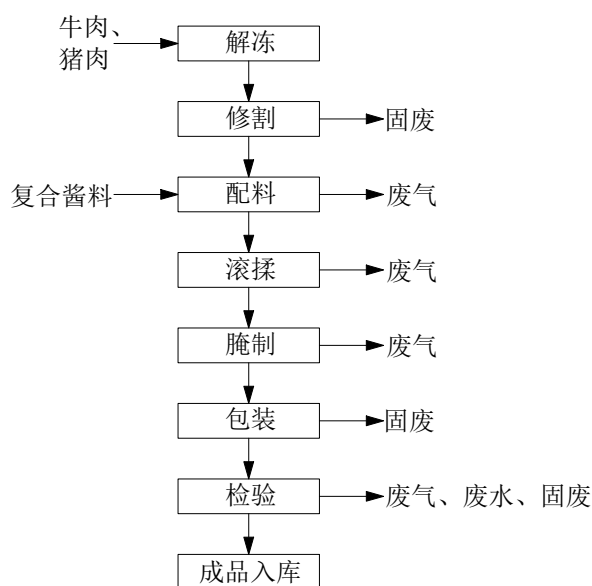 牛肉、
猪肉
解冻
修割
固废
复合酱料
配料
废气
滚揉
废气
腌制
废气
包装
固废
检验
废气、废水、固废
成品入库